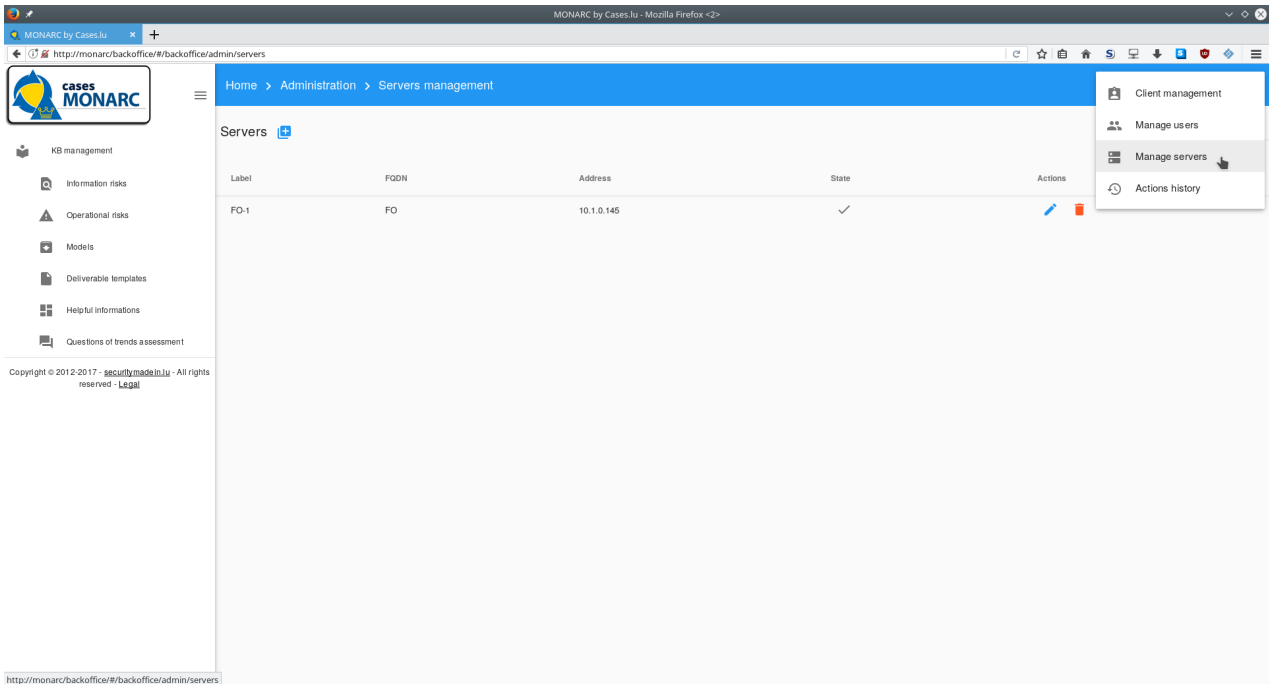 MONARC by Cases.lu - Mozilla Firefox <2>
MONARC by Cases.lu
http://monarc/backoffice/#/backoffice/admin/servers
cases
MONARC
Home > Administration > Servers management
Client management
Manage users
Manage servers
Actions history
Servers
KB management
Information risks
Operational risks
Models
Deliverable templates
Helpful informations
Questions of trends assessment
Copyright © 2012-2017 - securitymadein.lu - All rights
reserved - Legal
Label FQDN Address State Actions
FO-1 FO 10.1.0.145
http://monarc/backoffice/#/backoffice/admin/servers